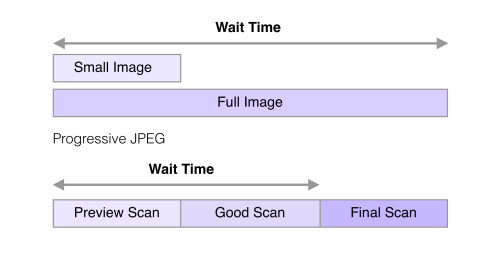 Wait Time
Small Image
Full Image
Progressive JPEG
Wait Time
Preview Scan Good Scan Final Scan